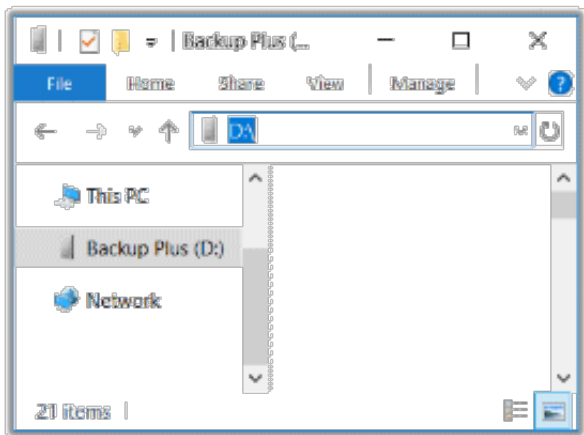 Backup Plus (...
File Home Share View Manage
D:\
This PC
Backup Plus (D:)
Network
21 items